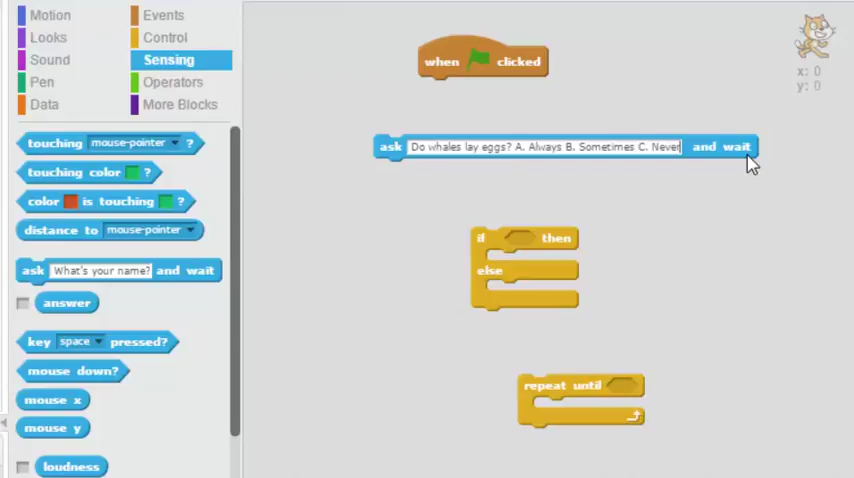 Motion
Events
Looks
Control
Sound
Sensing
Pen
Operators
Data
More Blocks
touching mouse-pointer ?
touching color ?
color is touching ?
distance to mouse-pointer
ask What's your name? and wait
answer
key space pressed?
mouse down?
mouse x
mouse y
loudness
when clicked
x: 0
y: 0
ask Do whales lay eggs? A. Always B. Sometimes C. Never and wait
if then
else
repeat until